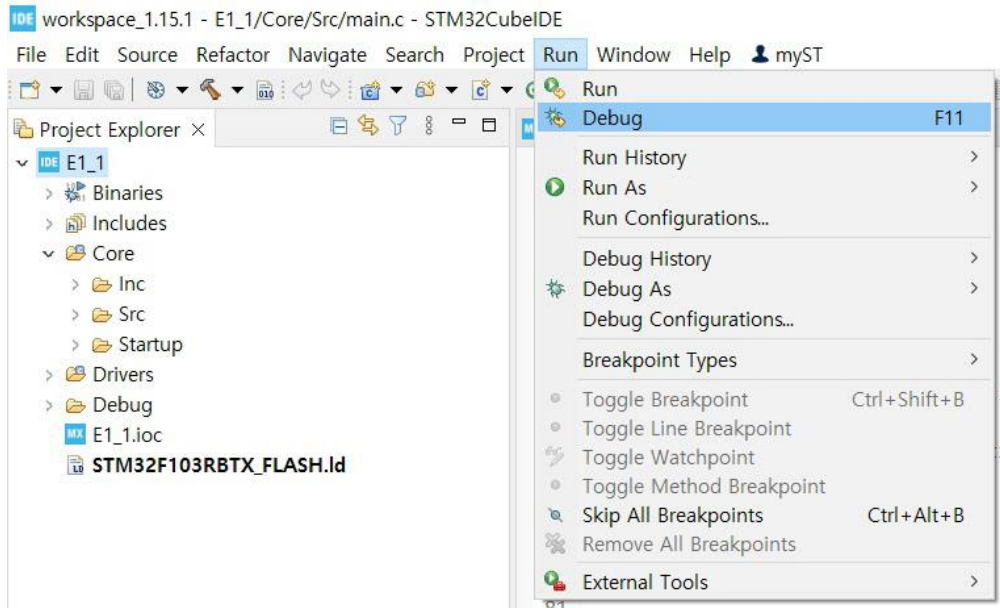 IDE workspace_1.15.1 - E1_1/Core/Src/main.c - STM32CubeIDE
File Edit Source Refactor Navigate Search Project Run Window Help myST
Project Explorer
IDE E1_1
Binaries
Includes
Core
Inc
Src
Startup
Drivers
Debug
MX E1_1.ioc
STM32F103RBTX_FLASH.ld
Run
Debug F11
Run History
Run As
Run Configurations...
Debug History
Debug As
Debug Configurations...
Breakpoint Types
Toggle Breakpoint Ctrl+Shift+B
Toggle Line Breakpoint
Toggle Watchpoint
Toggle Method Breakpoint
Skip All Breakpoints Ctrl+Alt+B
Remove All Breakpoints
External Tools